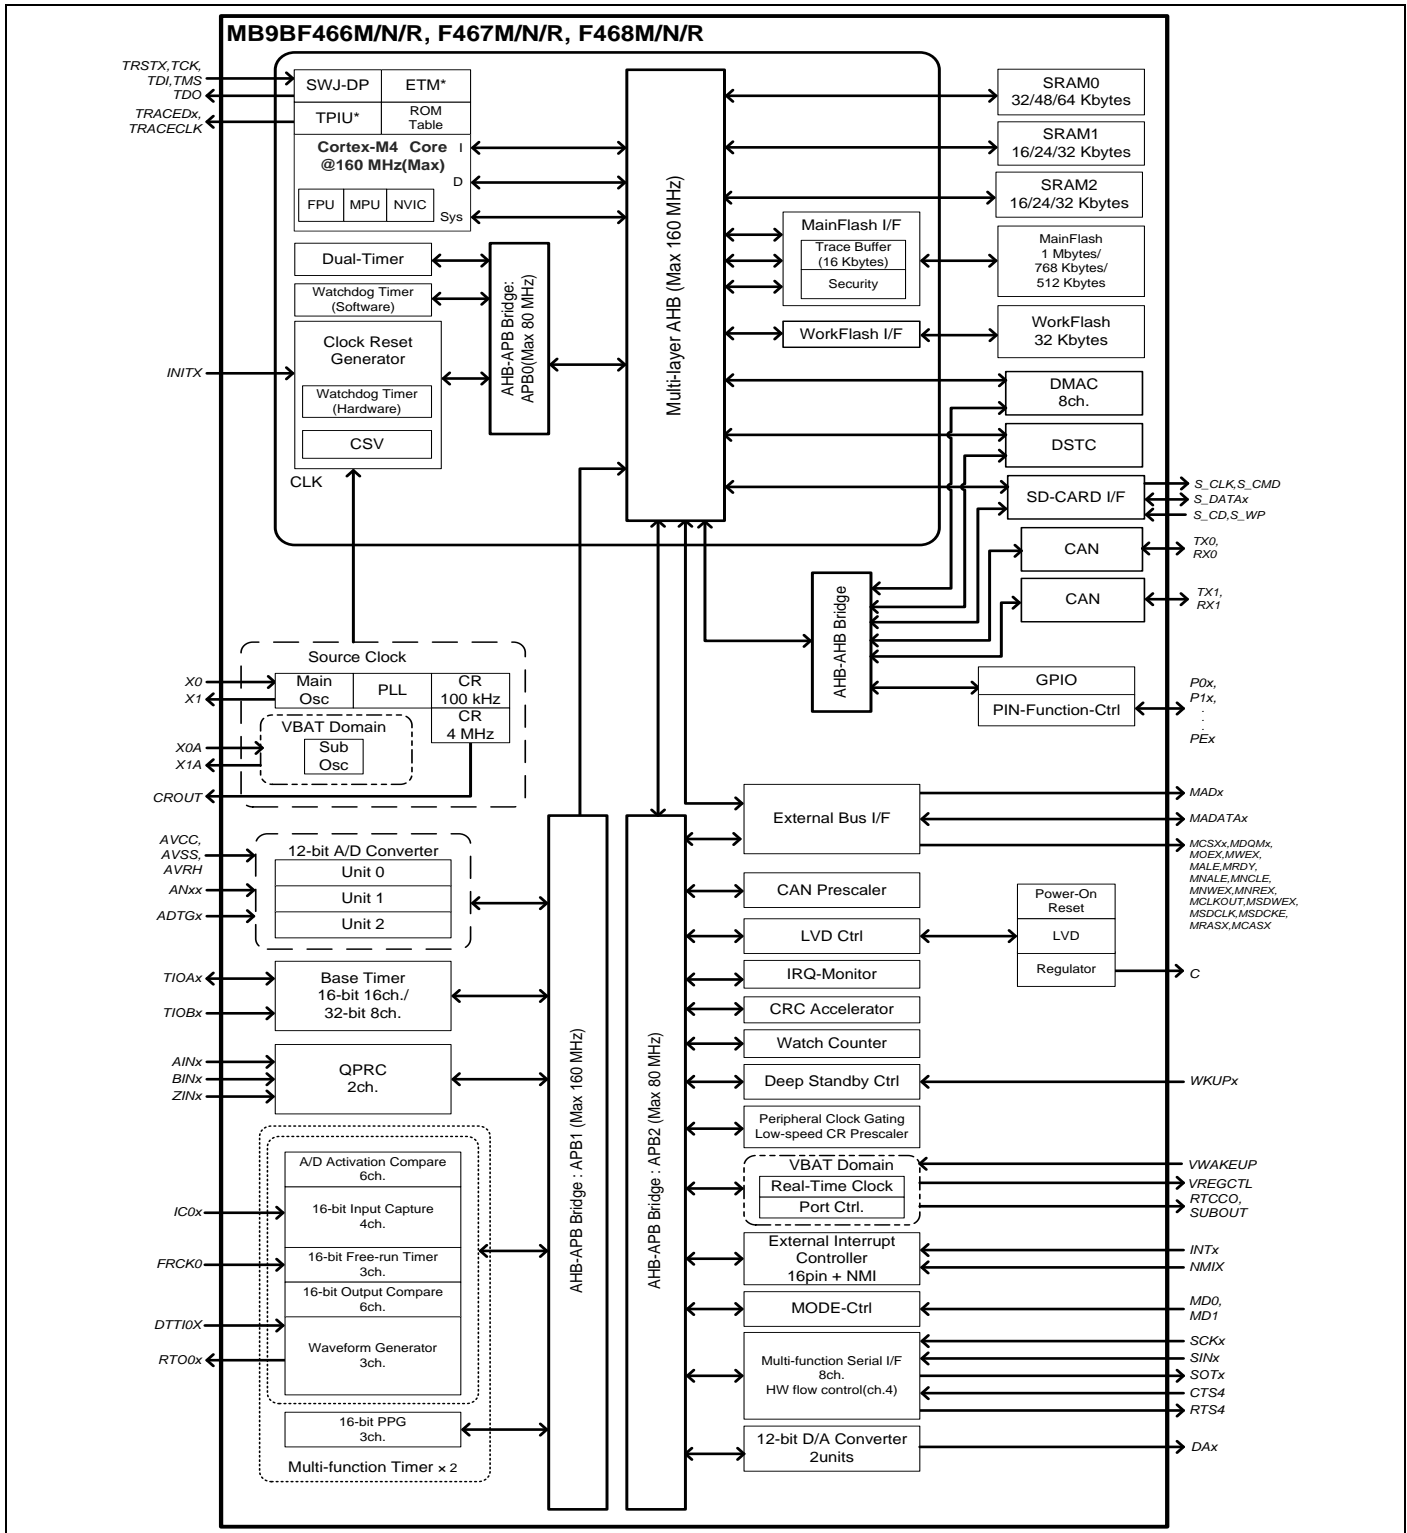 MB9BF466M/N/R, F467M/N/R, F468M/N/R
TRSTX,TCK,
TDI,TMS
TDO
TRACEDx,
TRACECLK
SWJ-DP
ETM*
TPIU*
ROM
Table
Cortex-M4 Core
@160 MHz(Max)
I
D
Sys
FPU
MPU
NVIC
Dual-Timer
Watchdog Timer
(Software)
Clock Reset
Generator
Watchdog Timer
(Hardware)
CSV
CLK
INITX
AHB-APB Bridge:
APB0(Max 80 MHz)
Multi-layer AHB (Max 160 MHz)
SRAM0
32/48/64 Kbytes
SRAM1
16/24/32 Kbytes
SRAM2
16/24/32 Kbytes
MainFlash I/F
Trace Buffer
(16 Kbytes)
Security
MainFlash
1 Mbytes/
768 Kbytes/
512 Kbytes
WorkFlash I/F
WorkFlash
32 Kbytes
DMAC
8ch.
DSTC
SD-CARD I/F
S_CLK,S_CMD
S_DATAx
S_CD,S_WP
CAN
TX0,
RX0
CAN
TX1,
RX1
AHB-AHB Bridge
GPIO
PIN-Function-Ctrl
P0x,
P1x,
.
.
.
PEx
Source Clock
X0
X1
Main
Osc
PLL
CR
100 kHz
CR
4 MHz
VBAT Domain
Sub
Osc
X0A
X1A
CROUT
AVCC,
AVSS,
AVRH
ANxx
ADTGx
12-bit A/D Converter
Unit 0
Unit 1
Unit 2
TIOAx
TIOBx
Base Timer
16-bit 16ch./
32-bit 8ch.
AINx
BINx
ZINx
QPRC
2ch.
A/D Activation Compare
6ch.
IC0x
16-bit Input Capture
4ch.
FRCK0
16-bit Free-run Timer
3ch.
16-bit Output Compare
6ch.
DTTI0X
RTO0x
Waveform Generator
3ch.
16-bit PPG
3ch.
Multi-function Timer × 2
AHB-APB Bridge : APB1 (Max 160 MHz)
AHB-APB Bridge : APB2 (Max 80 MHz)
External Bus I/F
MADx
MADATAx
MCSXx,MDQMx,
MOEX,MWEX,
MALE,MRDY,
MNALE,MNCLE,
MNWEX,MNREX,
MCLKOUT,MSDWEX,
MSDCLK,MSDCKE,
MRASX,MCASX
CAN Prescaler
LVD Ctrl
Power-On
Reset
LVD
Regulator
C
IRQ-Monitor
CRC Accelerator
Watch Counter
Deep Standby Ctrl
WKUPx
Peripheral Clock Gating
Low-speed CR Prescaler
VBAT Domain
Real-Time Clock
Port Ctrl.
VWAKEUP
VREGCTL
RTCCO,
SUBOUT
External Interrupt
Controller
16pin + NMI
INTx
NMIX
MODE-Ctrl
MD0,
MD1
Multi-function Serial I/F
8ch.
HW flow control(ch.4)
SCKx
SINx
SOTx
CTS4
RTS4
12-bit D/A Converter
2units
DAx